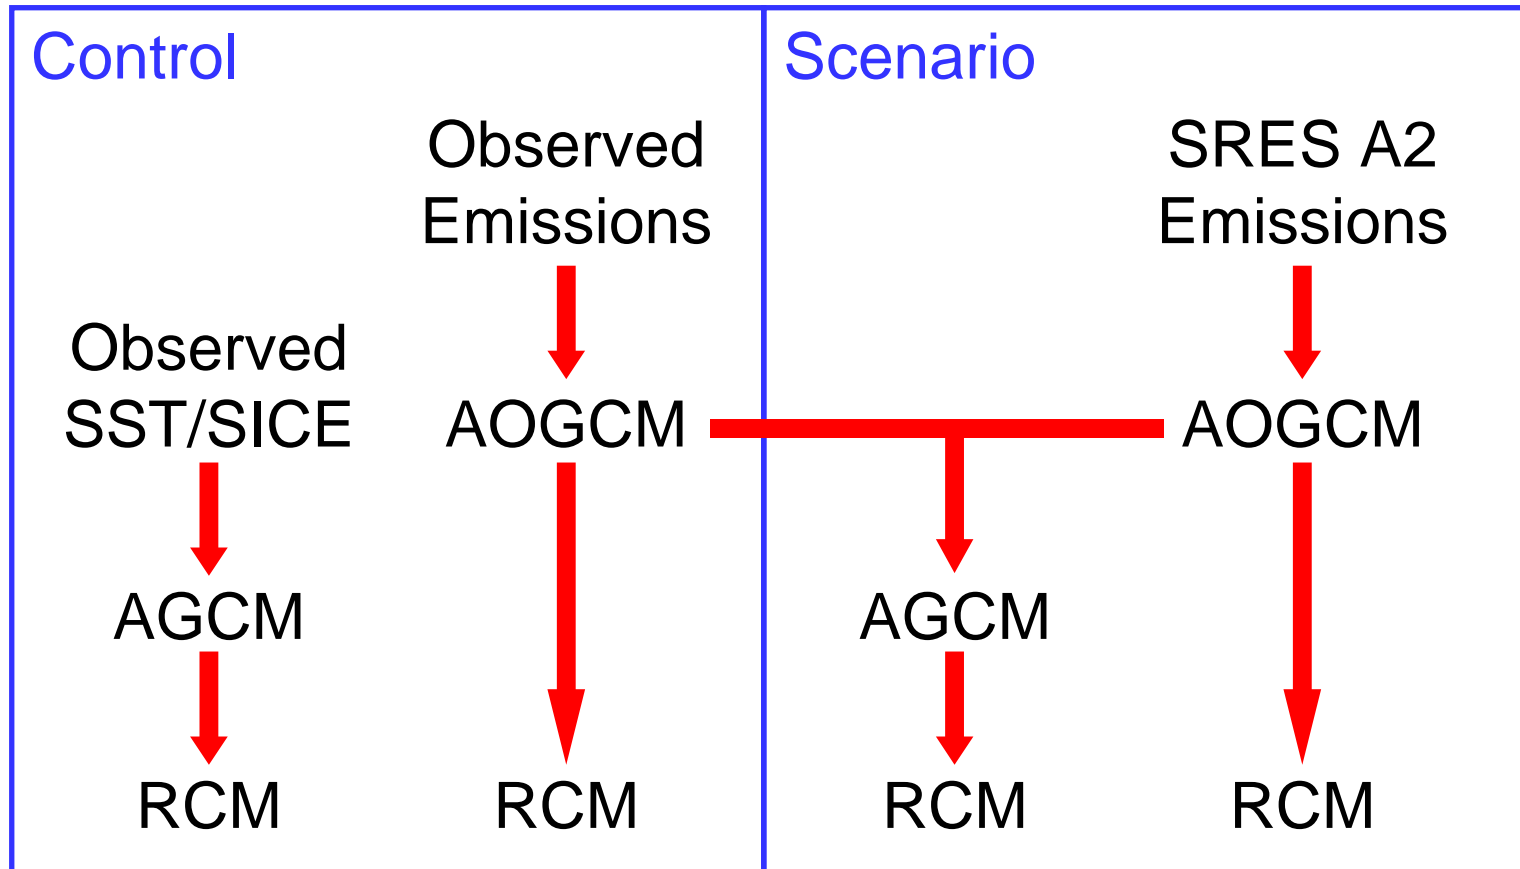 Control
Observed
Emissions
Observed
SST/SICE
AOGCM
AGCM
RCM
RCM
Scenario
SRES A2
Emissions
AOGCM
AGCM
RCM
RCM